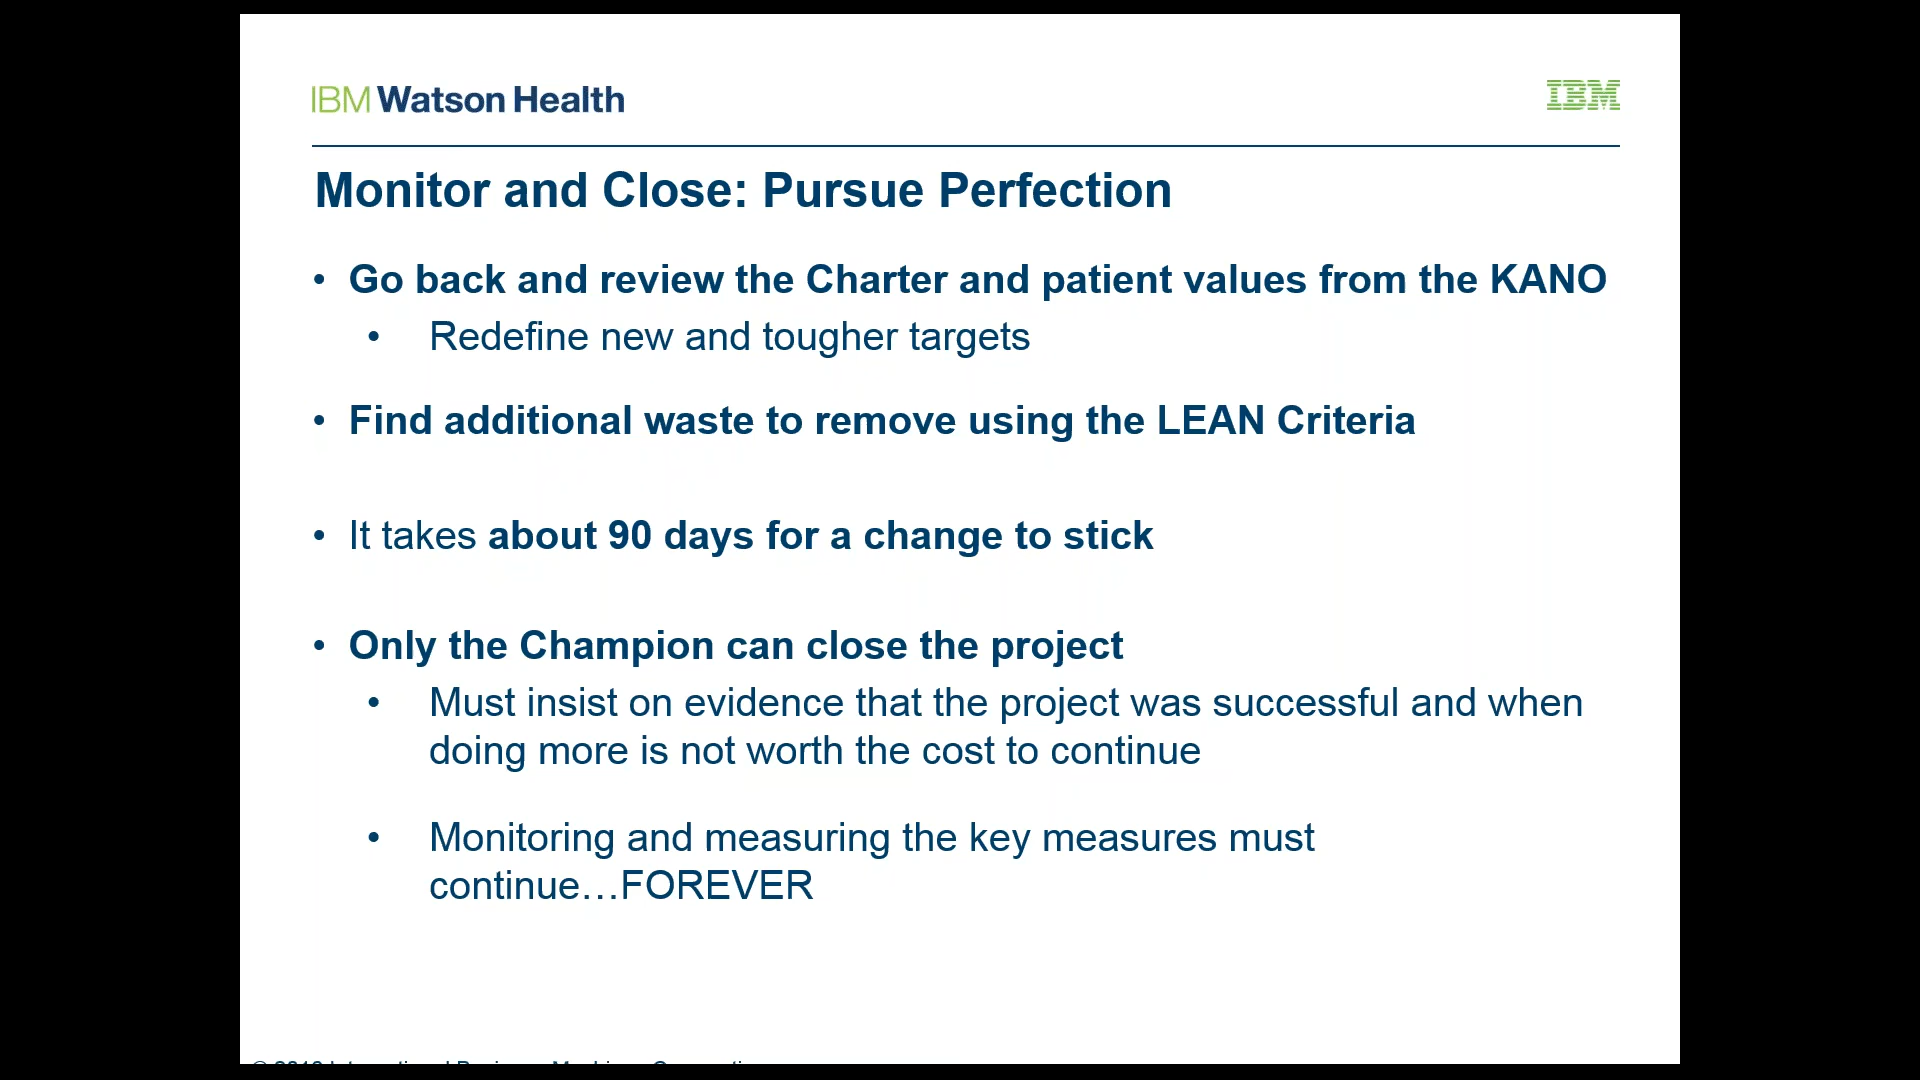 IBM Watson Health
IBM
Monitor and Close: Pursue Perfection
• Go back and review the Charter and patient values from the KANO
• Redefine new and tougher targets
• Find additional waste to remove using the LEAN Criteria
• It takes about 90 days for a change to stick
• Only the Champion can close the project
• Must insist on evidence that the project was successful and when
doing more is not worth the cost to continue
• Monitoring and measuring the key measures must
continue…FOREVER